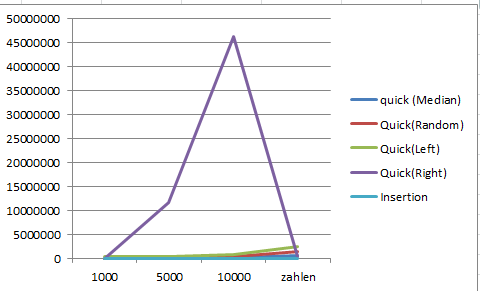 50000000
45000000
40000000
35000000
30000000
25000000
20000000
15000000
10000000
5000000
0
1000 5000 10000 zahlen
quick (Median)
Quick(Random)
Quick(Left)
Quick(Right)
Insertion